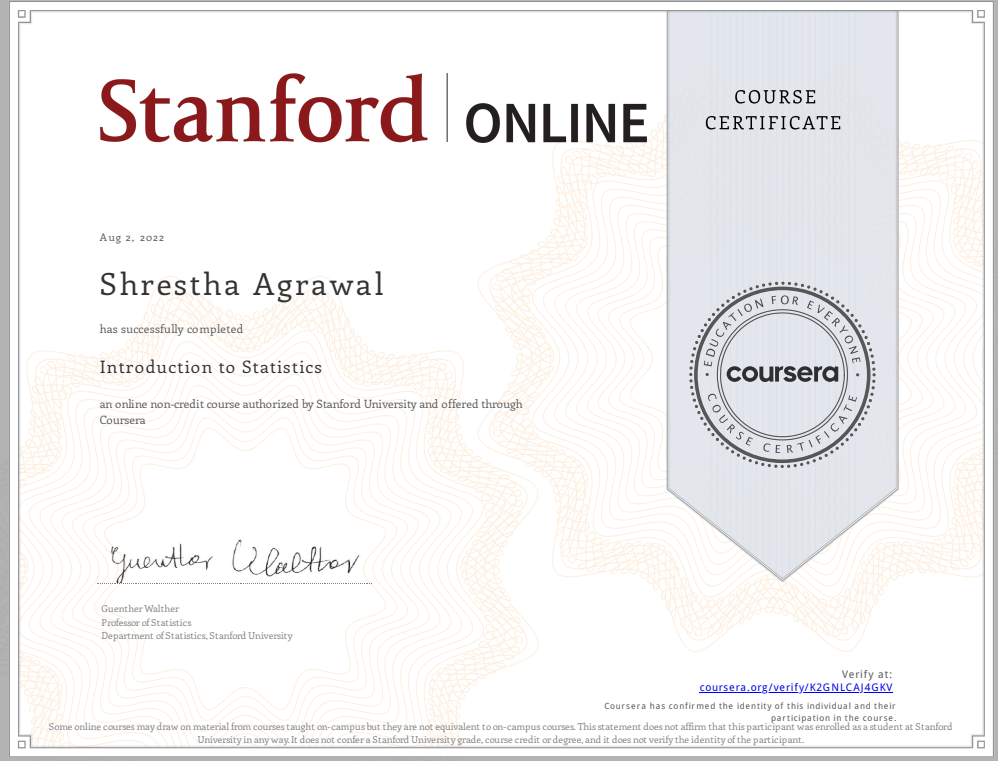 Stanford | ONLINE
COURSE
CERTIFICATE
Aug 2, 2022
Shrestha Agrawal
has successfully completed
Introduction to Statistics
an online non-credit course authorized by Stanford University and offered through
Coursera
EDUCATION FOR EVERYONE
coursera
COURSE CERTIFICATE
Guenther Walther
Guenther Walther
Professor of Statistics
Department of Statistics, Stanford University
Verify at:
coursera.org/verify/K2GNLCAJ4GKV
Coursera has confirmed the identity of this individual and their
participation in the course.
Some online courses may draw on material from courses taught on-campus but they are not equivalent to on-campus courses. This statement does not affirm that this participant was enrolled as a student at Stanford
University in any way. It does not confer a Stanford University grade, course credit or degree, and it does not verify the identity of the participant.